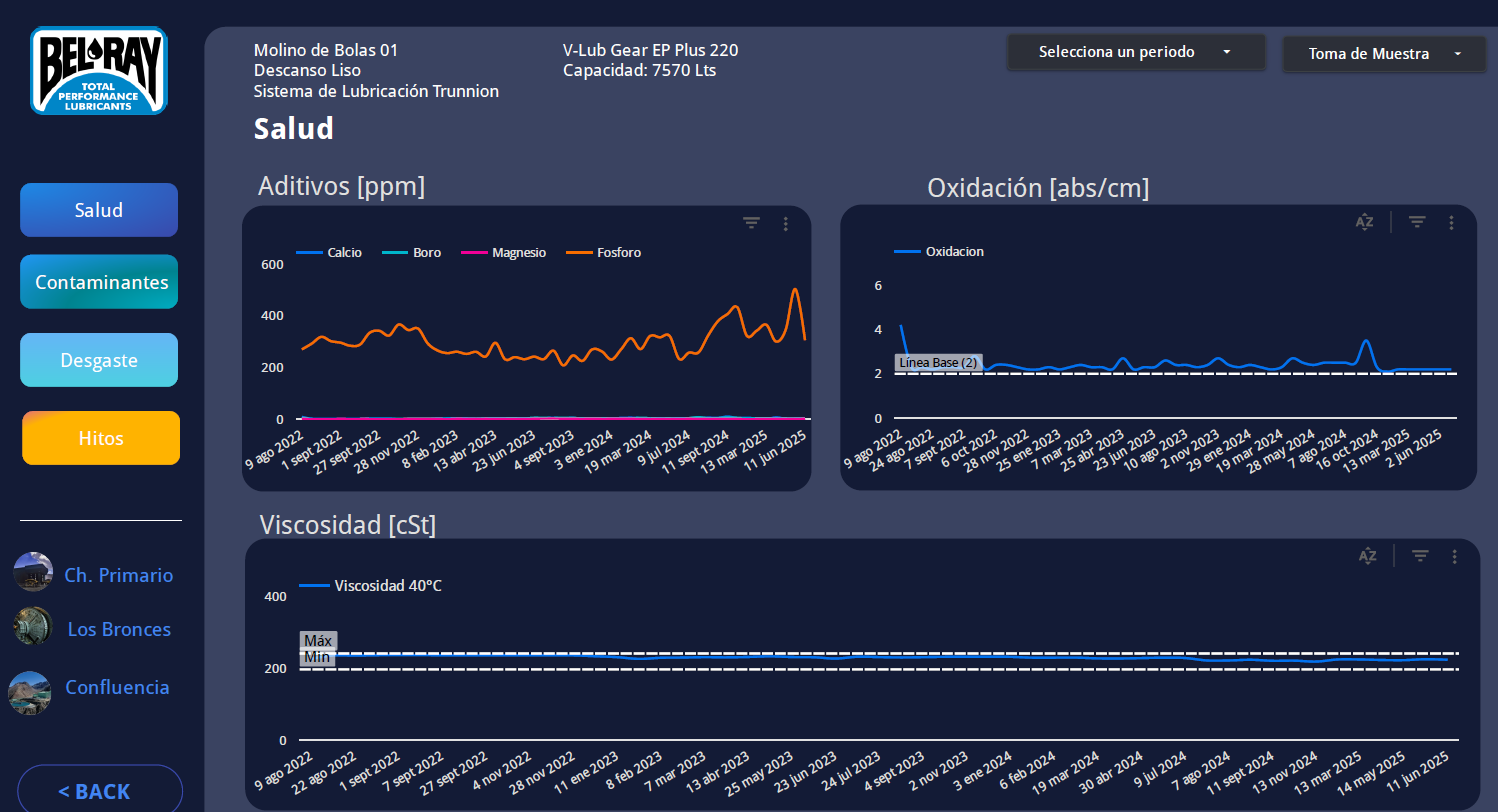 BEL-RAY
TOTAL
PERFORMANCE
LUBRICANTS
Molino de Bolas 01
Descanso Liso
Sistema de Lubricación Trunnion
V-Lub Gear EP Plus 220
Capacidad: 7570 Lts
Selecciona un periodo
Toma de Muestra
Salud
Salud
Contaminantes
Desgaste
Hitos
Ch. Primario
Los Bronces
Confluencia
< BACK
Aditivos [ppm]
Calcio Boro Magnesio Fosforo
600
400
200
0
9 ago 2022 1 sept 2022 27 sept 2022 28 nov 2022 8 feb 2023 13 abr 2023 23 jun 2023 4 sept 2023 3 ene 2024 19 mar 2024 9 jul 2024 11 sept 2024 13 mar 2025 11 jun 2025
Oxidación [abs/cm]
AZ
Oxidacion
6
4
Línea Base (2)
2
0
9 ago 2022 24 ago 2022 7 sept 2022 6 oct 2022 28 nov 2022 25 ene 2023 7 mar 2023 25 abr 2023 23 jun 2023 10 ago 2023 2 nov 2023 29 ene 2024 19 mar 2024 28 may 2024 7 ago 2024 16 oct 2024 13 mar 2025 2 jun 2025
Viscosidad [cSt]
AZ
Viscosidad 40°C
400
Máx
Mín
200
0
9 ago 2022 22 ago 2022 1 sept 2022 7 sept 2022 27 sept 2022 4 nov 2022 28 nov 2022 11 ene 2023 8 feb 2023 7 mar 2023 13 abr 2023 25 may 2023 23 jun 2023 24 jul 2023 4 sept 2023 2 nov 2023 3 ene 2024 6 feb 2024 19 mar 2024 30 abr 2024 9 jul 2024 7 ago 2024 11 sept 2024 13 nov 2024 13 mar 2025 14 may 2025 11 jun 2025